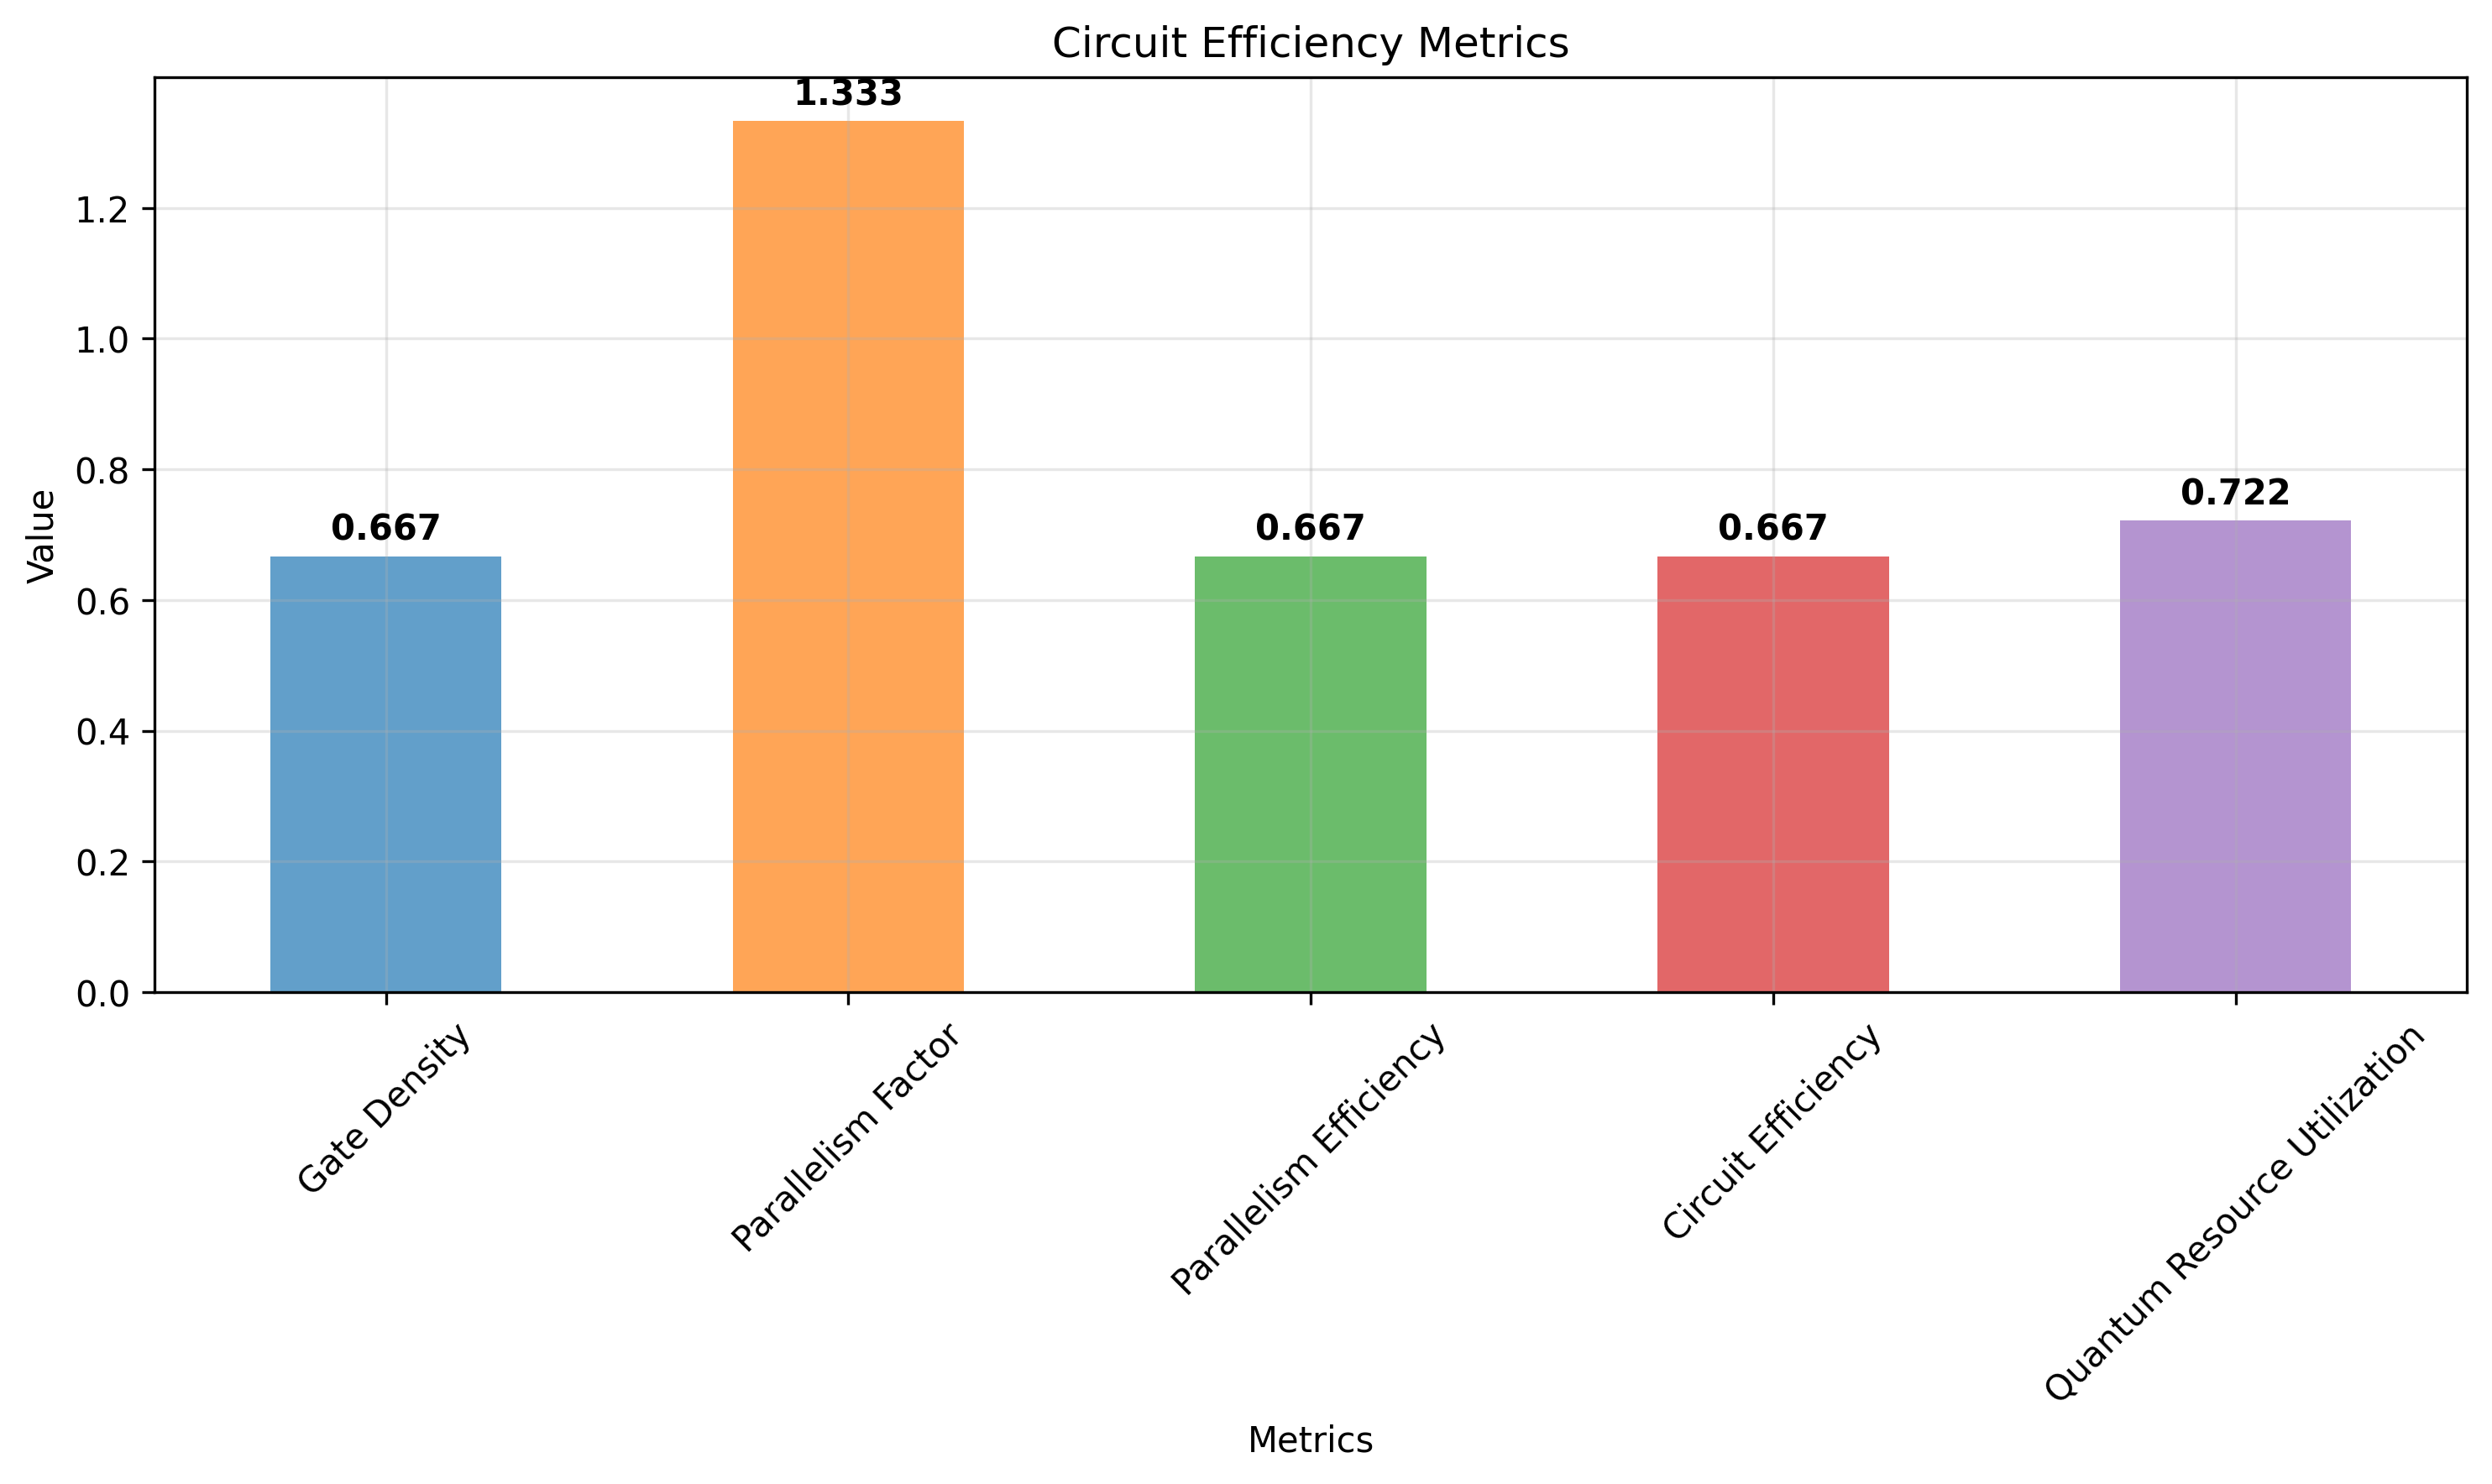 Circuit Efficiency Metrics
1.333
1.2
1.0
0.8
0.722
0.667
0.667
0.667
0.6
0.4
0.2
0.0
Value
Gate Density
Parallelism Factor
Parallelism Efficiency
Circuit Efficiency
Quantum Resource Utilization
Metrics